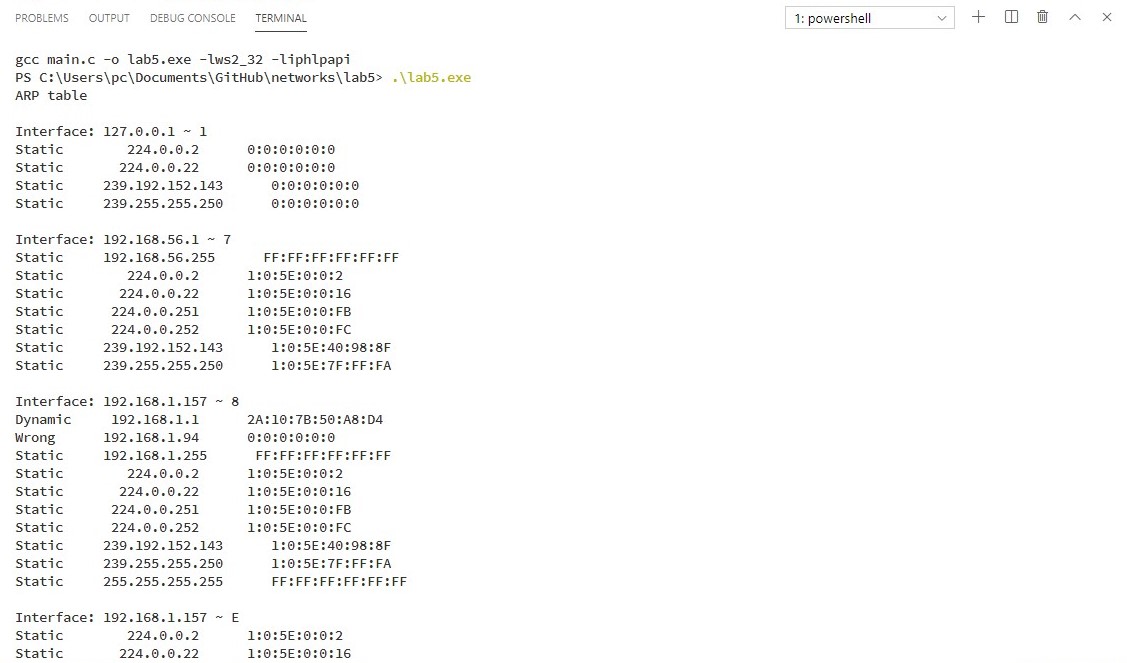 PROBLEMS OUTPUT DEBUG CONSOLE TERMINAL 1: powershell
gcc main.c -o lab5.exe -lws2_32 -liphlpapi
PS C:\Users\pc\Documents\GitHub\networks\lab5> .\lab5.exe
ARP table
Interface: 127.0.0.1 ~ 1
Static 224.0.0.2 0:0:0:0:0:0
Static 224.0.0.22 0:0:0:0:0:0
Static 239.192.152.143 0:0:0:0:0:0
Static 239.255.255.250 0:0:0:0:0:0
Interface: 192.168.56.1 ~ 7
Static 192.168.56.255 FF:FF:FF:FF:FF:FF
Static 224.0.0.2 1:0:5E:0:0:2
Static 224.0.0.22 1:0:5E:0:0:16
Static 224.0.0.251 1:0:5E:0:0:FB
Static 224.0.0.252 1:0:5E:0:0:FC
Static 239.192.152.143 1:0:5E:40:98:8F
Static 239.255.255.250 1:0:5E:7F:FF:FA
Interface: 192.168.1.157 ~ 8
Dynamic 192.168.1.1 2A:10:7B:50:A8:D4
Wrong 192.168.1.94 0:0:0:0:0:0
Static 192.168.1.255 FF:FF:FF:FF:FF:FF
Static 224.0.0.2 1:0:5E:0:0:2
Static 224.0.0.22 1:0:5E:0:0:16
Static 224.0.0.251 1:0:5E:0:0:FB
Static 224.0.0.252 1:0:5E:0:0:FC
Static 239.192.152.143 1:0:5E:40:98:8F
Static 239.255.255.250 1:0:5E:7F:FF:FA
Static 255.255.255.255 FF:FF:FF:FF:FF:FF
Interface: 192.168.1.157 ~ E
Static 224.0.0.2 1:0:5E:0:0:2
Static 224.0.0.22 1:0:5E:0:0:16